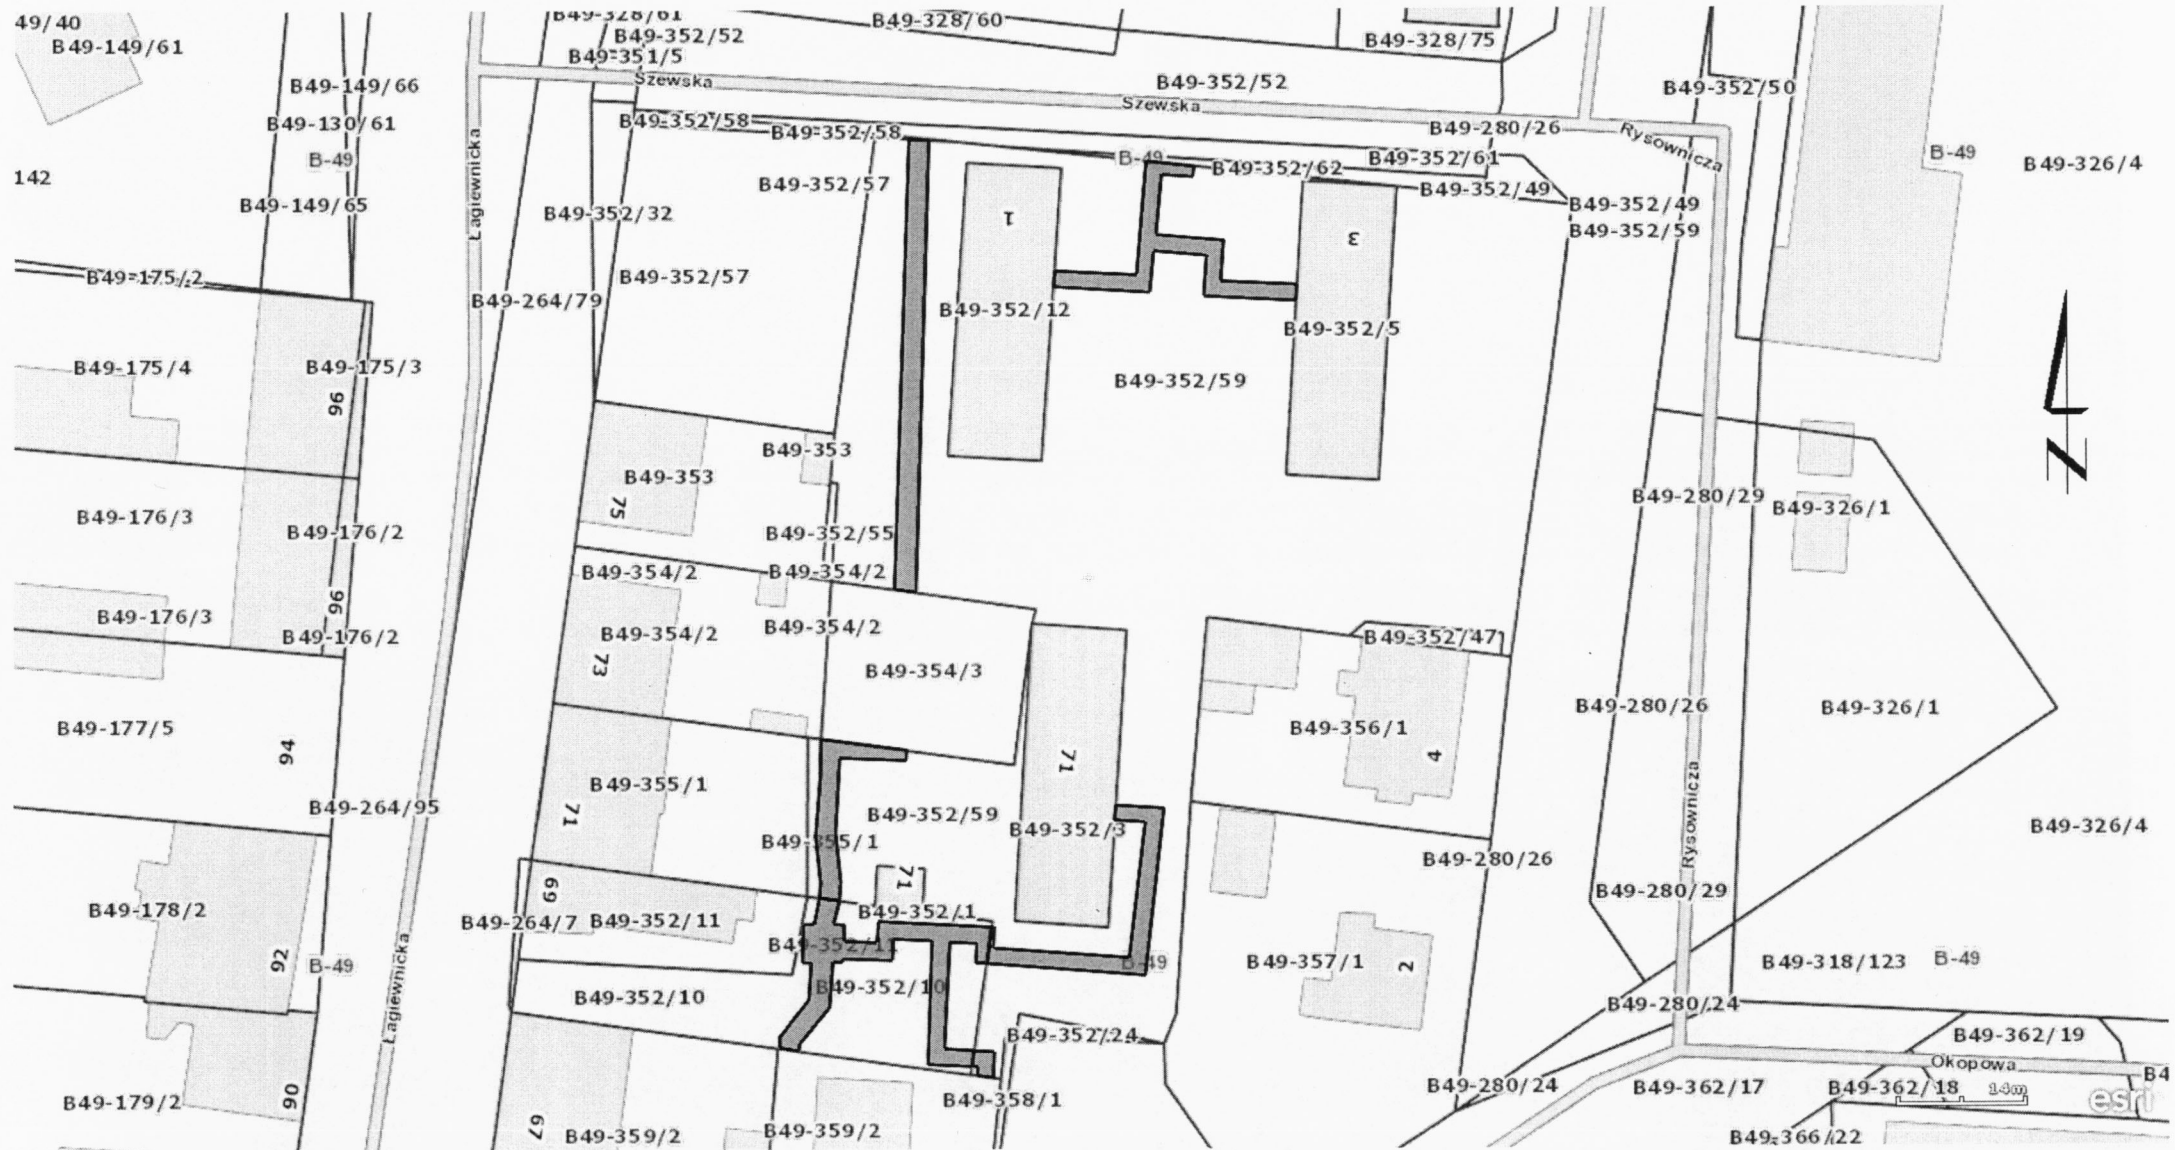 49/40
B49-149/61
B49-328/61
B49-352/52
B49-351/5
B49-328/60
B49-328/75
B49-149/66
Szewska
B49-352/52
B49-352/50
B49-130/61
B49-352/58
B49-352/58
Szewska
B49-280/26
Rysownicza
B-49
B-49
B49-352/61
B-49
B49-326/4
142
B49-352/57
B49-352/62
B49-352/49
B49-149/65
Łagiewnicka
B49-352/32
1
3
B49-352/49
B49-352/59
B49-175/2
B49-352/57
B49-264/79
B49-352/12
B49-352/5
B49-175/4
B49-175/3
96
B49-352/59
B49-353
B49-353
75
B49-280/29
B49-326/1
B49-176/3
B49-176/2
B49-352/55
B49-354/2
B49-354/2
96
B49-176/3
B49-176/2
B49-354/2
73
B49-354/2
B49-354/3
B49-352/47
N
B49-177/5
94
B49-356/1
4
B49-280/26
B49-326/1
71
B49-355/1
71
B49-264/95
B49-352/59
B49-352/3
B49-355/1
Rysownicza
B49-326/4
B49-280/26
71
69
B49-280/29
B49-178/2
B49-264/7
B49-352/11
B49-352/1
B49-352/11
92
B-49
Łagiewnicka
B-49
B49-357/1
2
B49-318/123
B-49
B49-352/10
B49-352/10
B49-280/24
B49-352/24
B49-362/19
Okopowa
B4
B49-179/2
90
B49-358/1
B49-280/24
B49-362/17
B49-362/18
14m
esri
67
B49-359/2
B49-359/2
B49-366/22